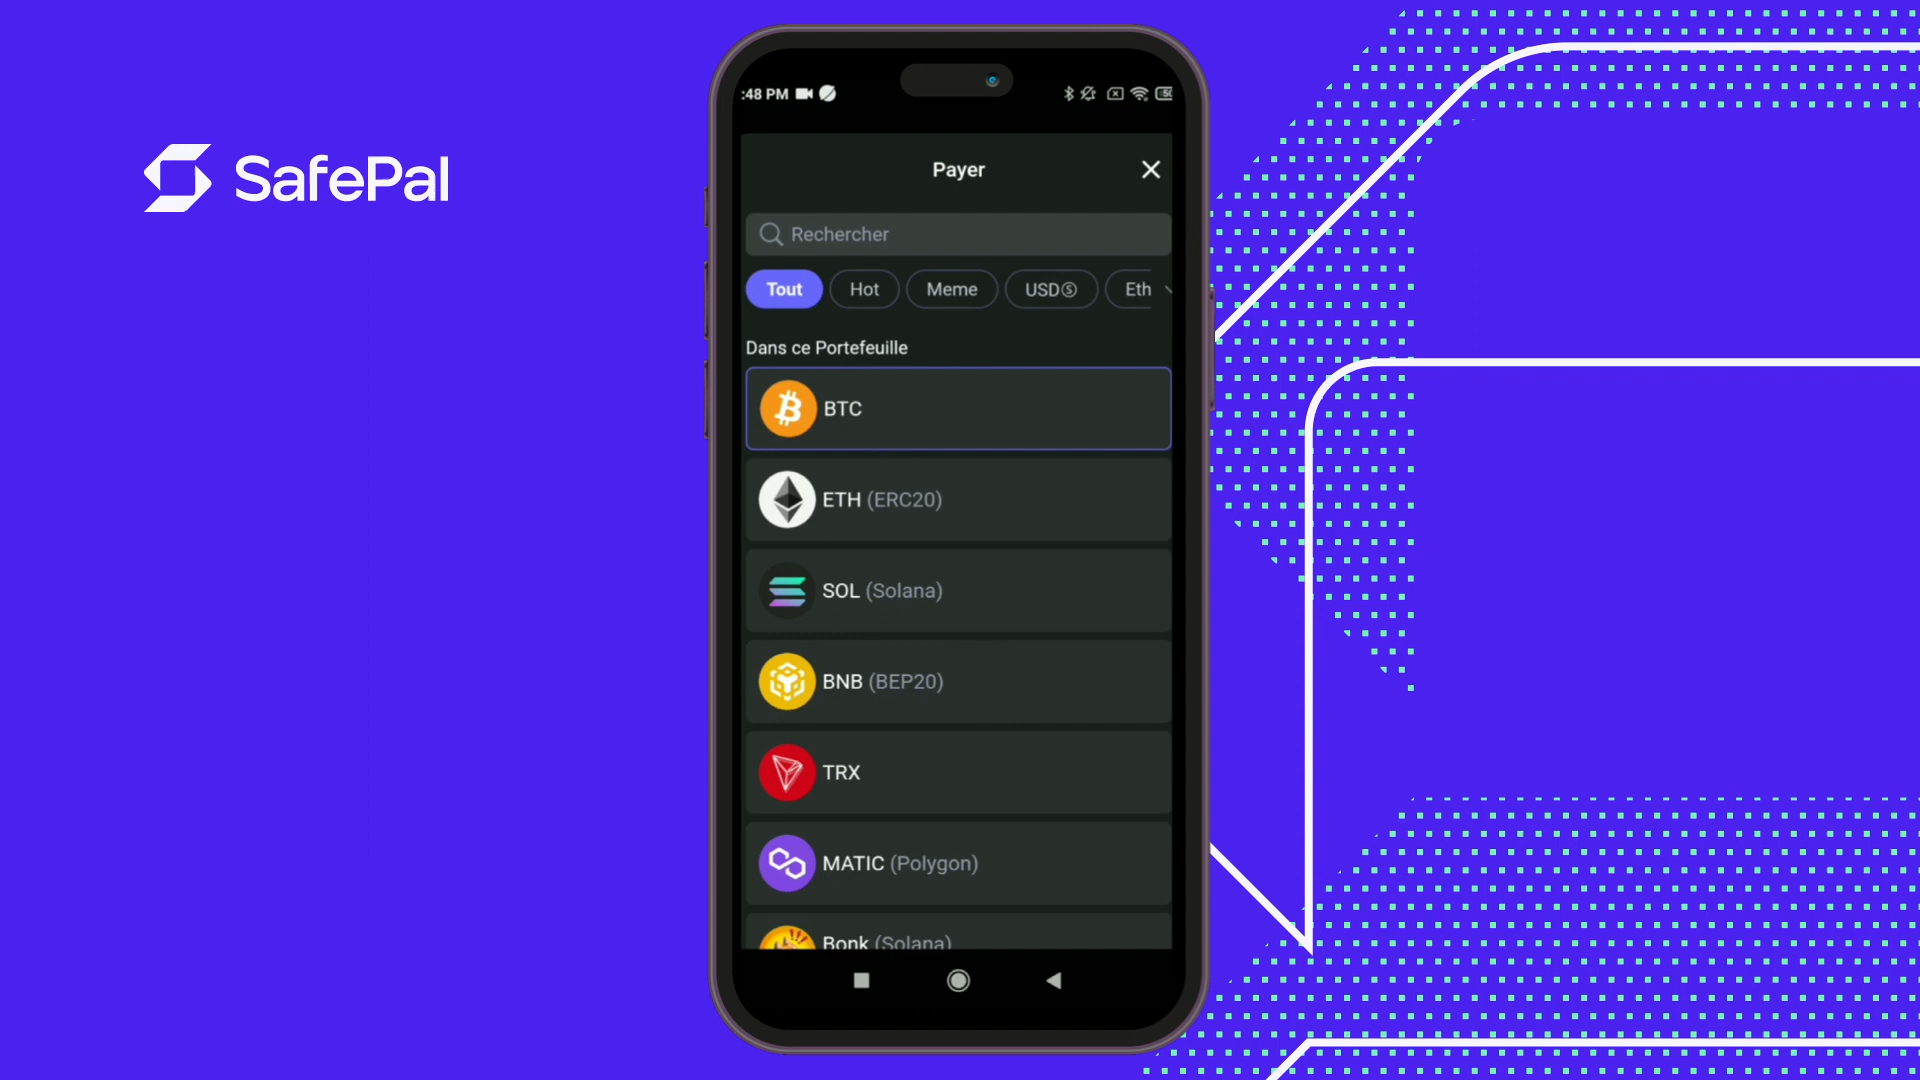 SafePal
:48 PM
Payer
Rechercher
Tout
Hot
Meme
USDⓈ
Eth
Dans ce Portefeuille
BTC
ETH (ERC20)
SOL (Solana)
BNB (BEP20)
TRX
MATIC (Polygon)
Bonk (Solana)